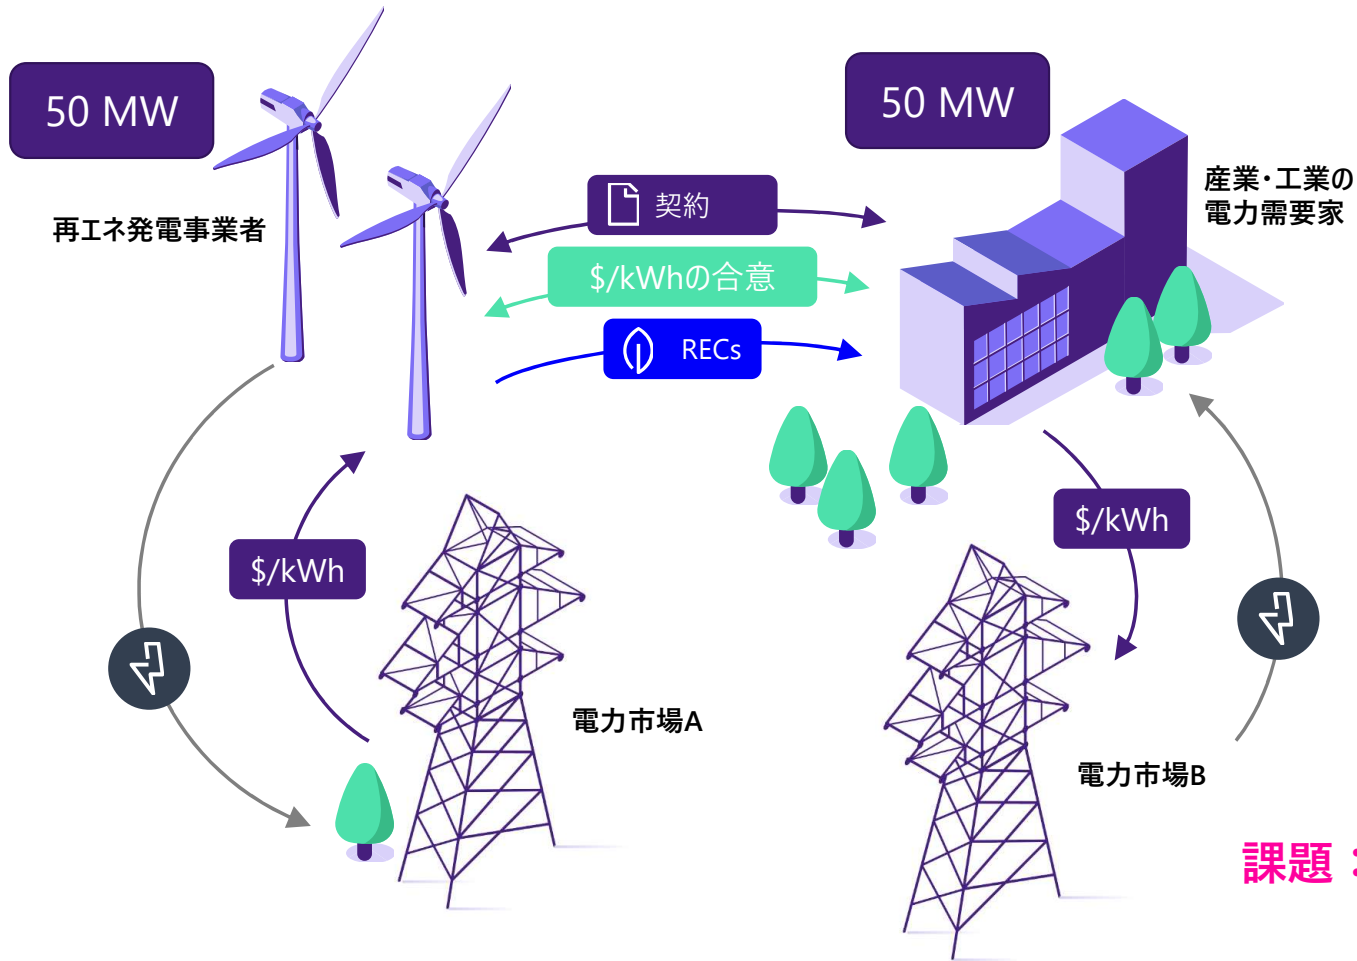 50 MW
50 MW
再エネ発電事業者
産業・工業の
電力需要家
契約
$/kWhの合意
RECs
$/kWh
$/kWh
電力市場A
電力市場B
課題：